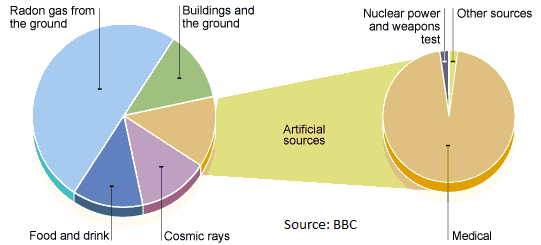 Radon gas from
the ground
Buildings and
the ground
Nuclear power
and weapons
test
Other sources
Artificial
sources
Food and drink
Cosmic rays
Source: BBC
Medical